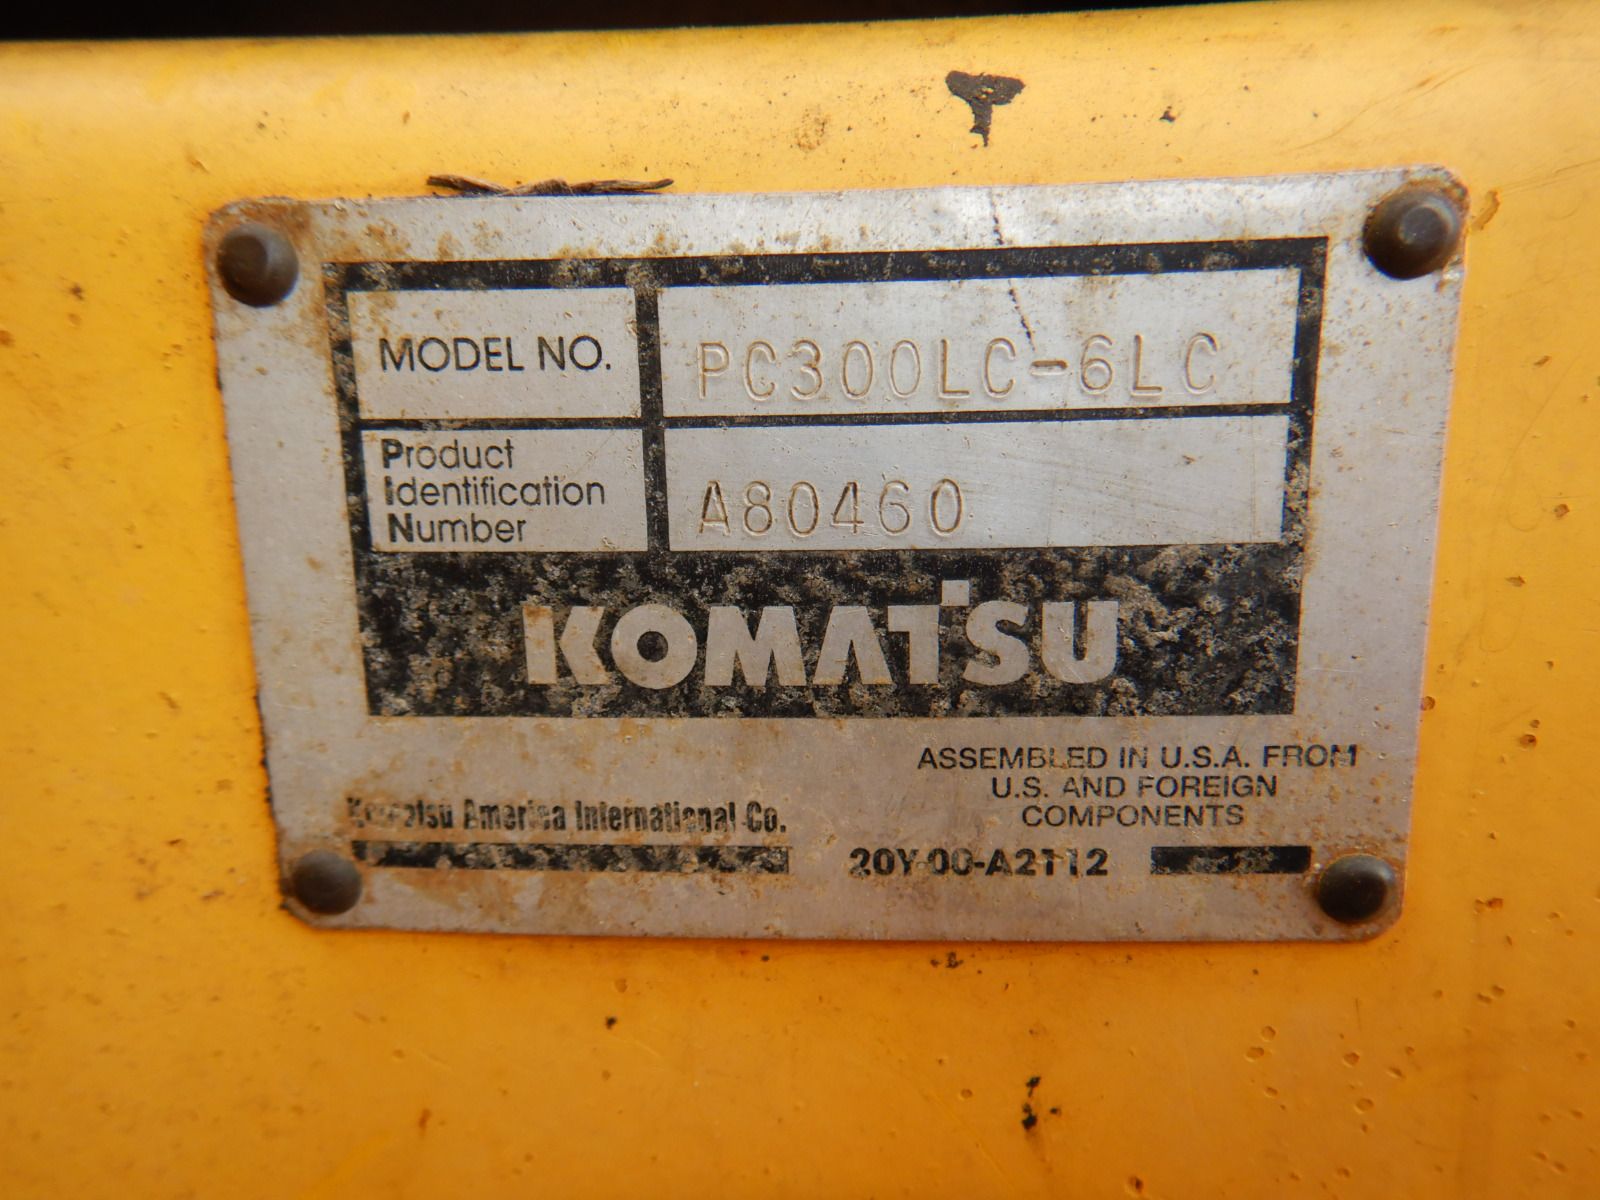 MODEL NO.
PC300LC-6LC
Product
Identification
Number
A80460
KOMATSU
ASSEMBLED IN U.S.A. FROM
U.S. AND FOREIGN
COMPONENTS
Komatsu America International Co.
20Y-00-A2112